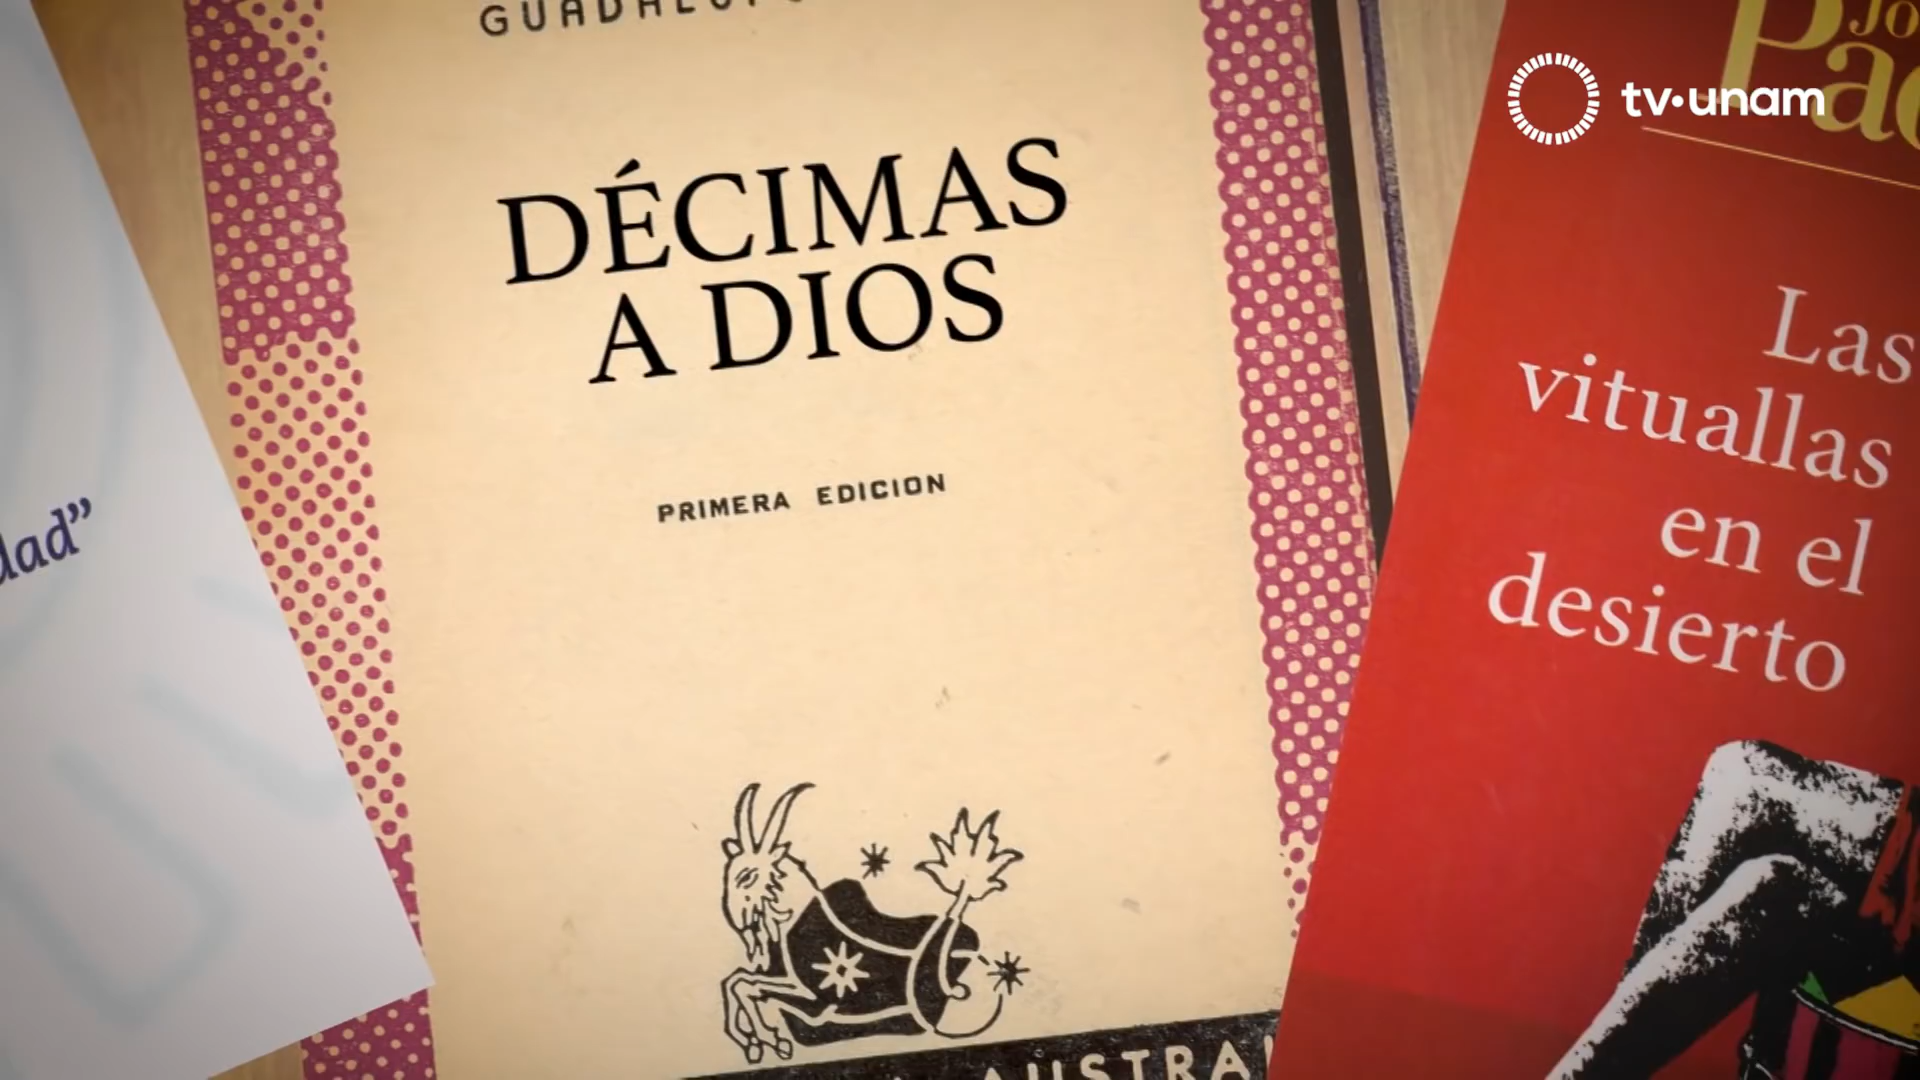 DÉCIMAS
A DIOS
PRIMERA EDICION
dad”
tv·unam
Las
vituallas
en el
desierto